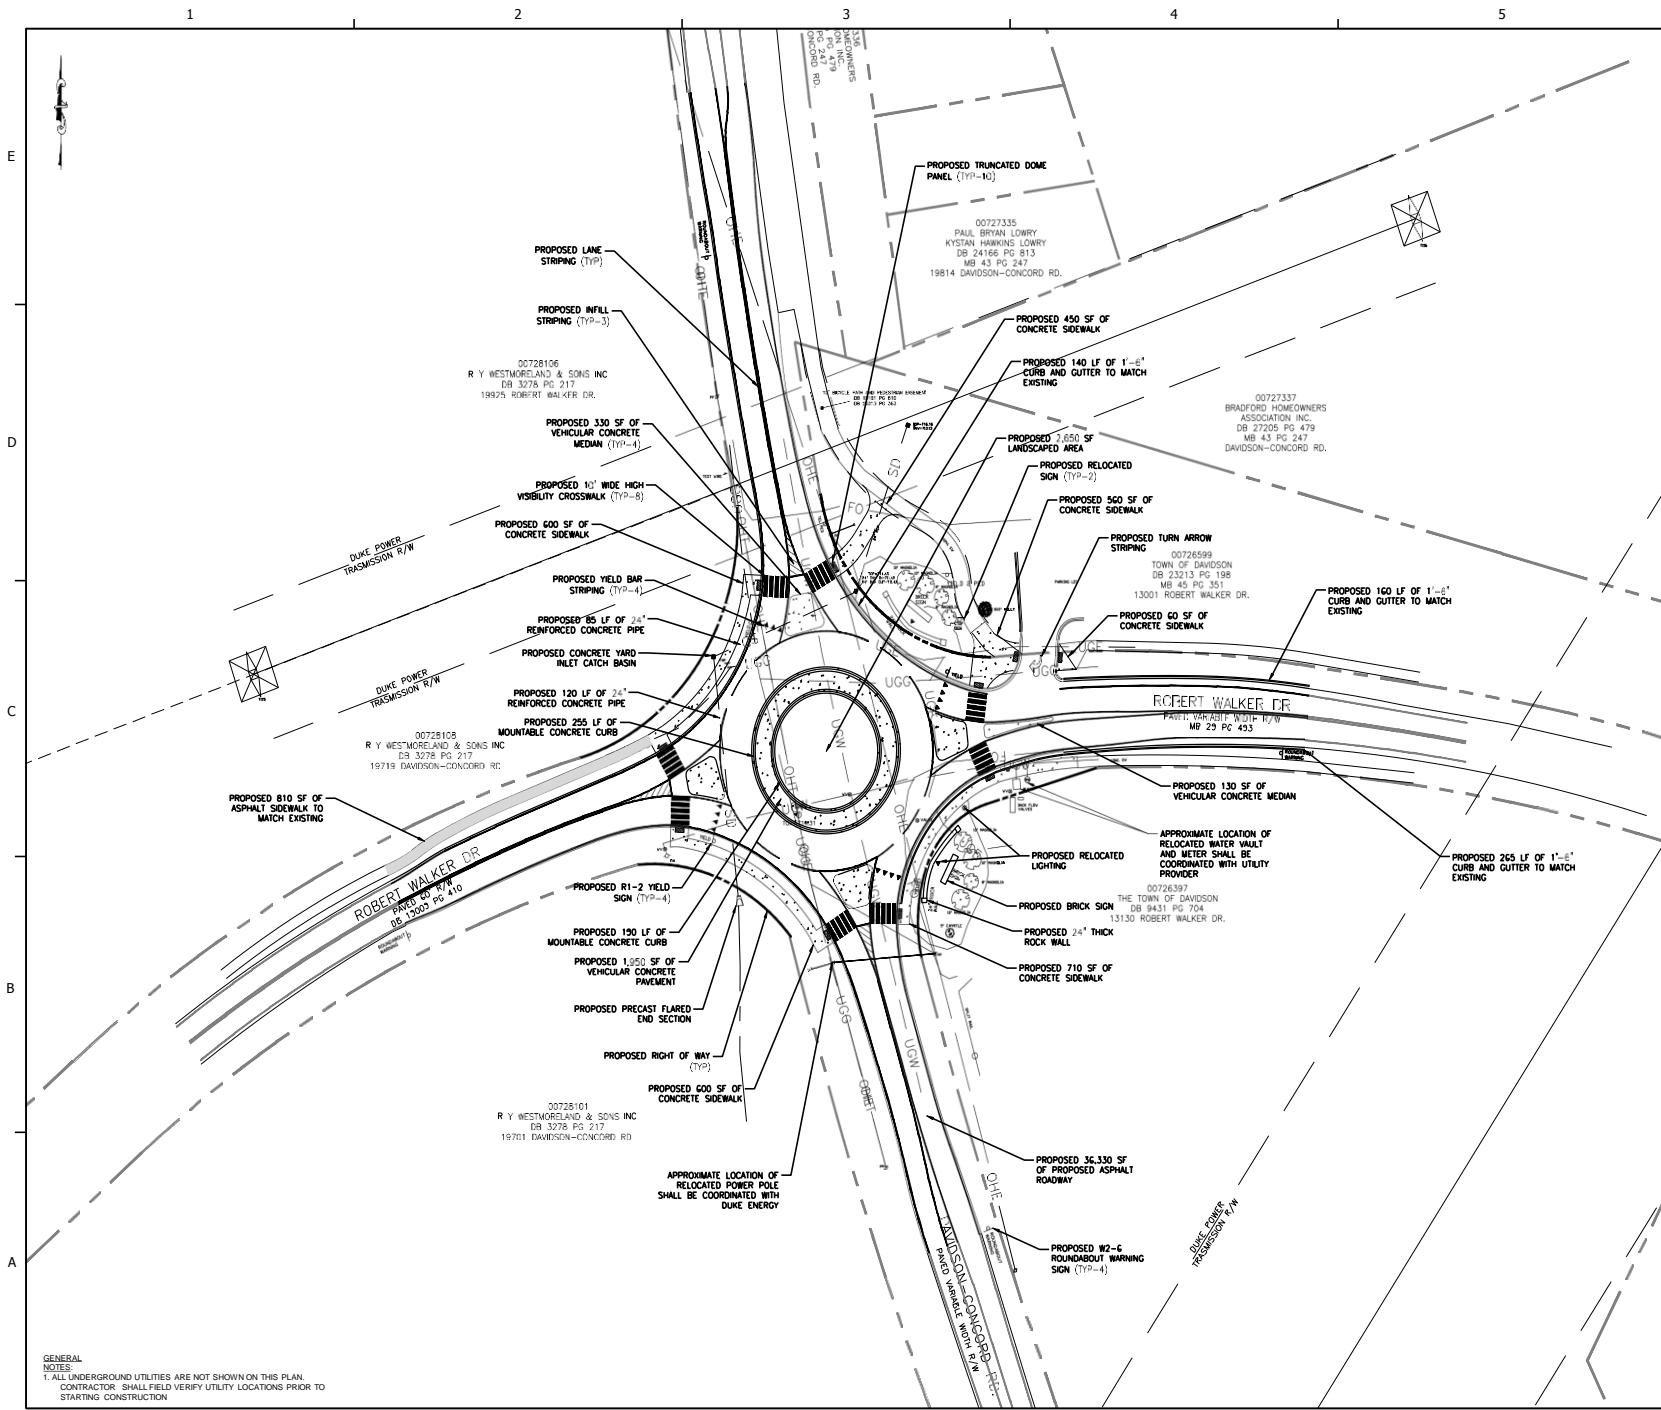 1
2
3
4
5
E
D
C
B
A
PROPOSED TRUNCATED DOME
PANEL (TYP-10)
00727335
PAUL BRYAN LOWRY
KYSTAN HAWKINS LOWRY
DB 24166 PG 813
MB 43 PG 247
19814 DAVIDSON-CONCORD RD.
PROPOSED LANE
STRIPING (TYP)
PROPOSED INFILL
STRIPING (TYP-3)
PROPOSED 450 SF OF
CONCRETE SIDEWALK
PROPOSED 140 LF OF 1'-6"
CURB AND GUTTER TO MATCH
EXISTING
00728106
R Y WESTMORELAND & SONS INC
DB 3278 PG 217
19925 ROBERT WALKER DR.
00727337
BRADFORD HOMEOWNERS
ASSOCIATION INC.
DB 27205 PG 479
MB 43 PG 247
DAVIDSON-CONCORD RD.
PROPOSED 330 SF OF
VEHICULAR CONCRETE
MEDIAN (TYP-4)
PROPOSED 2,650 SF
LANDSCAPED AREA
PROPOSED RELOCATED
SIGN (TYP-2)
PROPOSED 10' WIDE HIGH
VISIBILITY CROSSWALK (TYP-8)
PROPOSED 560 SF OF
CONCRETE SIDEWALK
PROPOSED 600 SF OF
CONCRETE SIDEWALK
PROPOSED TURN ARROW
STRIPING
DUKE POWER
TRASMISSION R/W
00726599
TOWN OF DAVIDSON
DB 23213 PG 198
MB 45 PG 351
13001 ROBERT WALKER DR.
PROPOSED YIELD BAR
STRIPING (TYP-4)
PROPOSED 160 LF OF 1'-6"
CURB AND GUTTER TO MATCH
EXISTING
PROPOSED 85 LF OF 24"
REINFORCED CONCRETE PIPE
PROPOSED 60 SF OF
CONCRETE SIDEWALK
PROPOSED CONCRETE YARD
INLET CATCH BASIN
DUKE POWER
TRASMISSION R/W
PROPOSED 120 LF OF 24"
REINFORCED CONCRETE PIPE
ROBERT WALKER DR
PAVED VARIABLE WIDTH R/W
MB 29 PG 493
PROPOSED 255 LF OF
MOUNTABLE CONCRETE CURB
00728108
R Y WESTMORELAND & SONS INC
DB 3278 PG 217
19719 DAVIDSON-CONCORD RD
PROPOSED 810 SF OF
ASPHALT SIDEWALK TO
MATCH EXISTING
PROPOSED 130 SF OF
VEHICULAR CONCRETE MEDIAN
APPROXIMATE LOCATION OF
RELOCATED WATER VAULT
AND METER SHALL BE
COORDINATED WITH UTILITY
PROVIDER
PROPOSED RELOCATED
LIGHTING
PROPOSED 265 LF OF 1'-6"
CURB AND GUTTER TO MATCH
EXISTING
ROBERT WALKER DR
PAVED 60' R/W
DB 13003 PG 410
PROPOSED R1-2 YIELD
SIGN (TYP-4)
00726397
THE TOWN OF DAVIDSON
DB 9431 PG 704
13130 ROBERT WALKER DR.
PROPOSED BRICK SIGN
PROPOSED 190 LF OF
MOUNTABLE CONCRETE CURB
PROPOSED 24" THICK
ROCK WALL
PROPOSED 1,950 SF OF
VEHICULAR CONCRETE
PAVEMENT
PROPOSED 710 SF OF
CONCRETE SIDEWALK
PROPOSED PRECAST FLARED
END SECTION
PROPOSED RIGHT OF WAY
(TYP)
PROPOSED 600 SF OF
CONCRETE SIDEWALK
00728101
R Y WESTMORELAND & SONS INC
DB 3278 PG 217
19701 DAVIDSON-CONCORD RD
PROPOSED 36,330 SF
OF PROPOSED ASPHALT
ROADWAY
APPROXIMATE LOCATION OF
RELOCATED POWER POLE
SHALL BE COORDINATED WITH
DUKE ENERGY
PROPOSED W2-6
ROUNDABOUT WARNING
SIGN (TYP-4)
DUKE POWER
TRASMISSION R/W
DAVIDSON-CONCORD RD.
PAVED VARIABLE WIDTH R/W
OHE
OHE
FO
SD
UGE
UGG
UGW
OHT
UGG
UGW
OHE
GENERAL
NOTES:
1. ALL UNDERGROUND UTILITIES ARE NOT SHOWN ON THIS PLAN.
CONTRACTOR SHALL FIELD VERIFY UTILITY LOCATIONS PRIOR TO
STARTING CONSTRUCTION